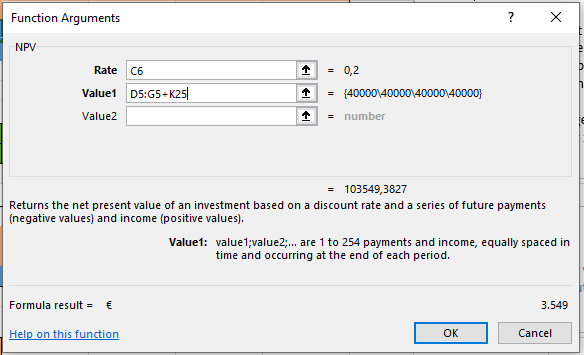 Function Arguments
?
NPV
Rate C6 = 0,2
Value1 D5:G5+K25 = {40000\40000\40000\40000}
Value2 = number
= 103549,3827
Returns the net present value of an investment based on a discount rate and a series of future payments
(negative values) and income (positive values).
Value1: value1;value2;... are 1 to 254 payments and income, equally spaced in
time and occurring at the end of each period.
Formula result = € 3.549
Help on this function
OK
Cancel